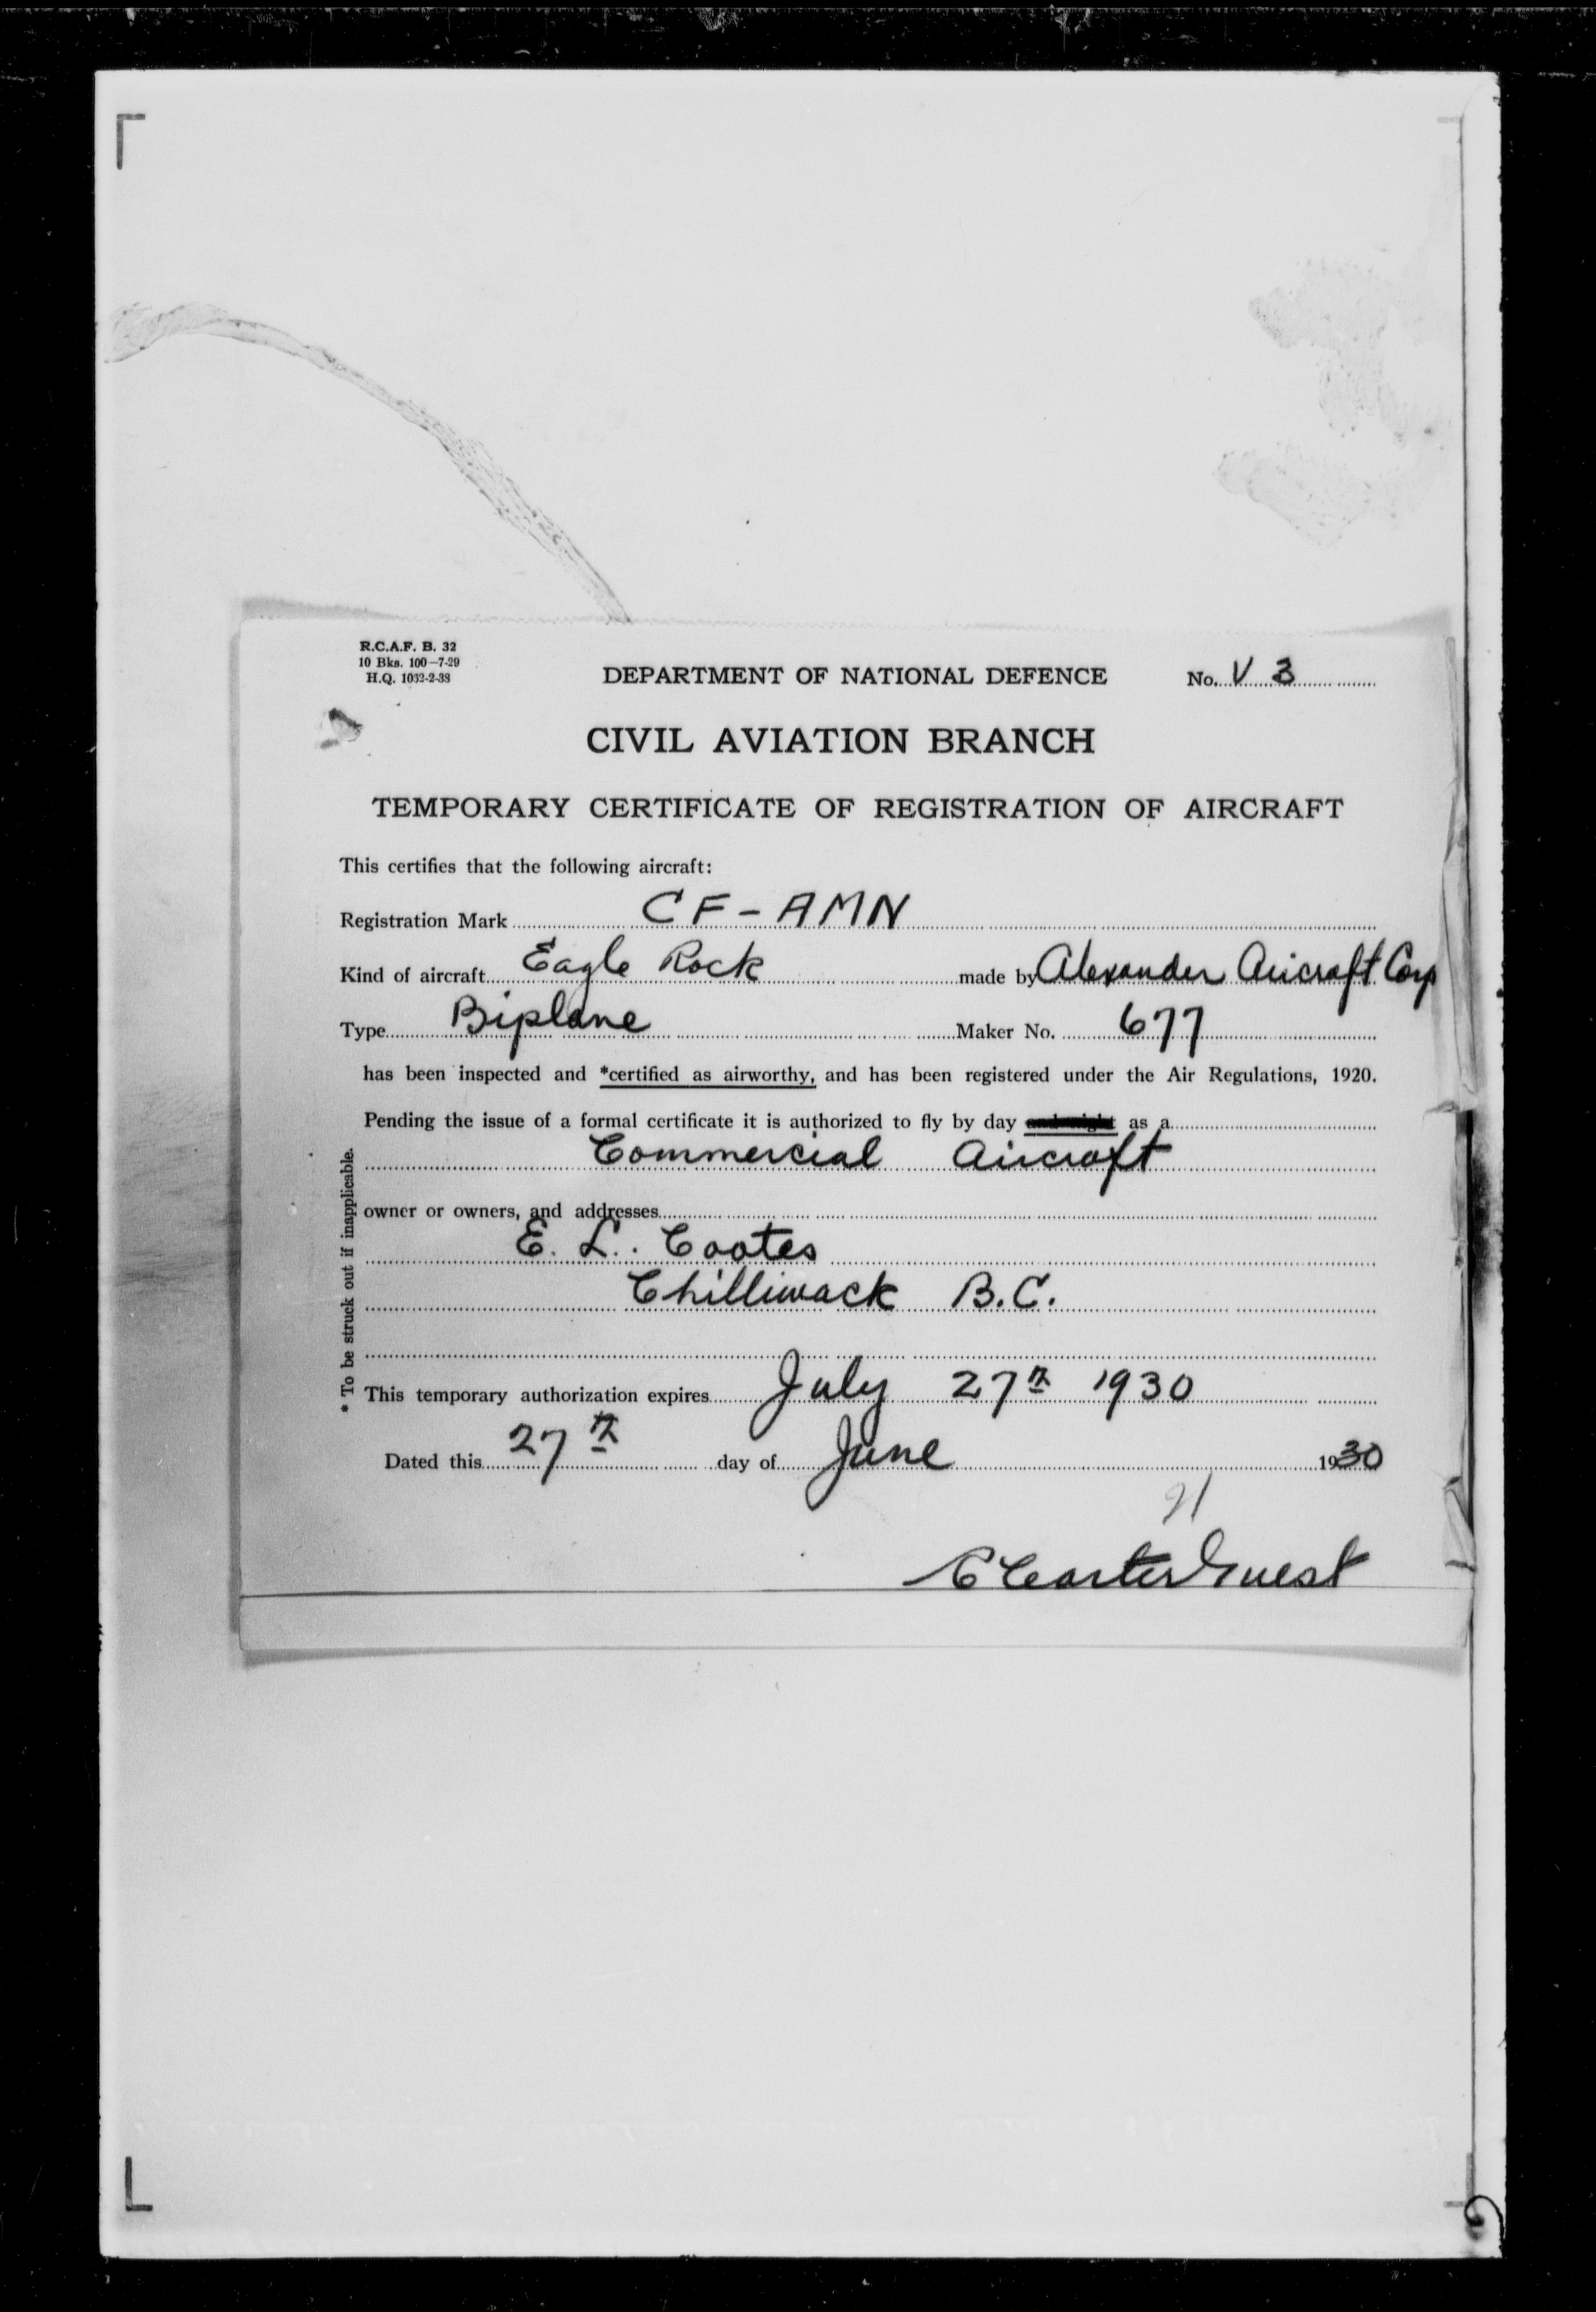 R.C.A.F. B. 32
10 Bks. 100—7-29
H.Q. 1032-2-38
DEPARTMENT OF NATIONAL DEFENCE No. V 3
CIVIL AVIATION BRANCH
TEMPORARY CERTIFICATE OF REGISTRATION OF AIRCRAFT
This certifies that the following aircraft:
Registration Mark CF-AMN
Kind of aircraft Eagle Rock made by Alexander Aircraft Corp
Type Biplane Maker No. 677
has been inspected and *certified as airworthy, and has been registered under the Air Regulations, 1920.
Pending the issue of a formal certificate it is authorized to fly by day and night as a
Commercial Aircraft
owner or owners, and addresses
E. L. Coates
Chilliwack B.C.
This temporary authorization expires July 27th 1930
Dated this 27th day of June 1930
* To be struck out if inapplicable.
Carter Guest